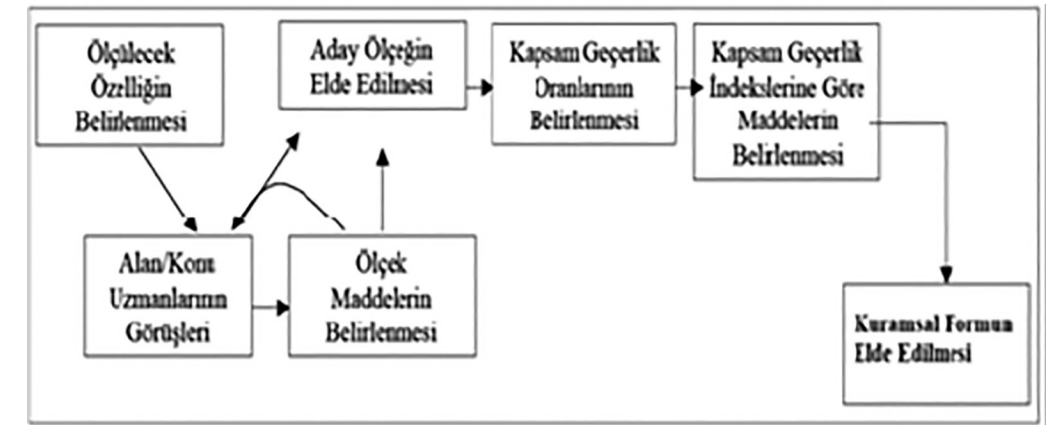 Ölçülecek
Özelliğin
Belirlenmesi
Aday Ölçeğin
Elde Edilmesi
Kapsam Geçerlik
Oranlarının
Belirlenmesi
Kapsam Geçerlik
İndekslerine Göre
Maddelerin
Belirlenmesi
Alan/Konu
Uzmanlarının
Görüşleri
Ölçek
Maddelerin
Belirlenmesi
Kuramsal Formun
Elde Edilmesi